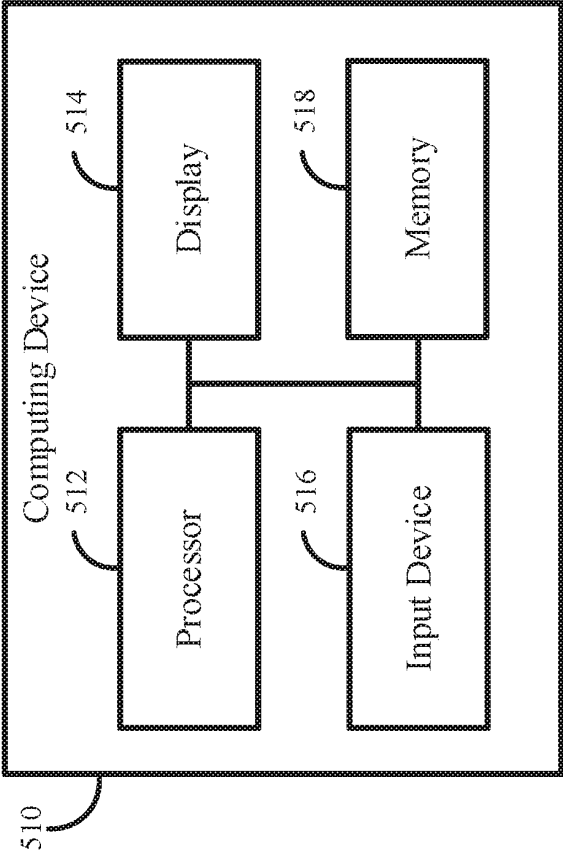 510
Computing Device
512
514
Processor
Display
516
518
Input Device
Memory